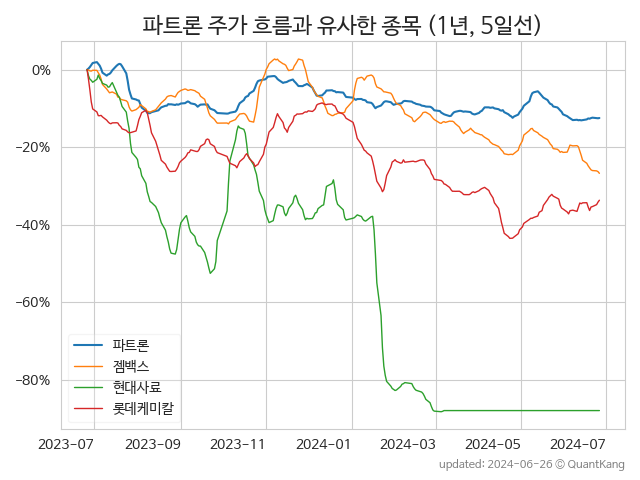 파트론 주가 흐름과 유사한 종목 (1년, 5일선)
0%
−20%
−40%
−60%
−80%
파트론
젬백스
현대사료
롯데케미칼
2023-07 2023-09 2023-11 2024-01 2024-03 2024-05 2024-07
updated: 2024-06-26 © QuantKang